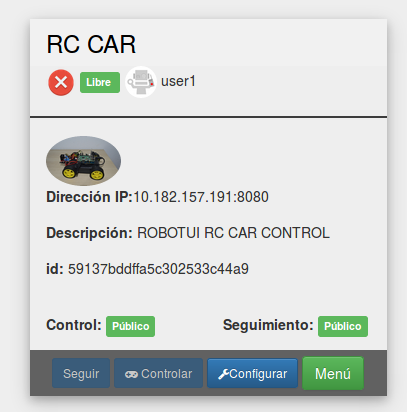 RC CAR
Libre user1
Dirección IP:10.182.157.191:8080
Descripción: ROBOTUI RC CAR CONTROL
id: 59137bddffa5c302533c44a9
Control: Público Seguimiento: Público
Seguir Controlar Configurar Menú